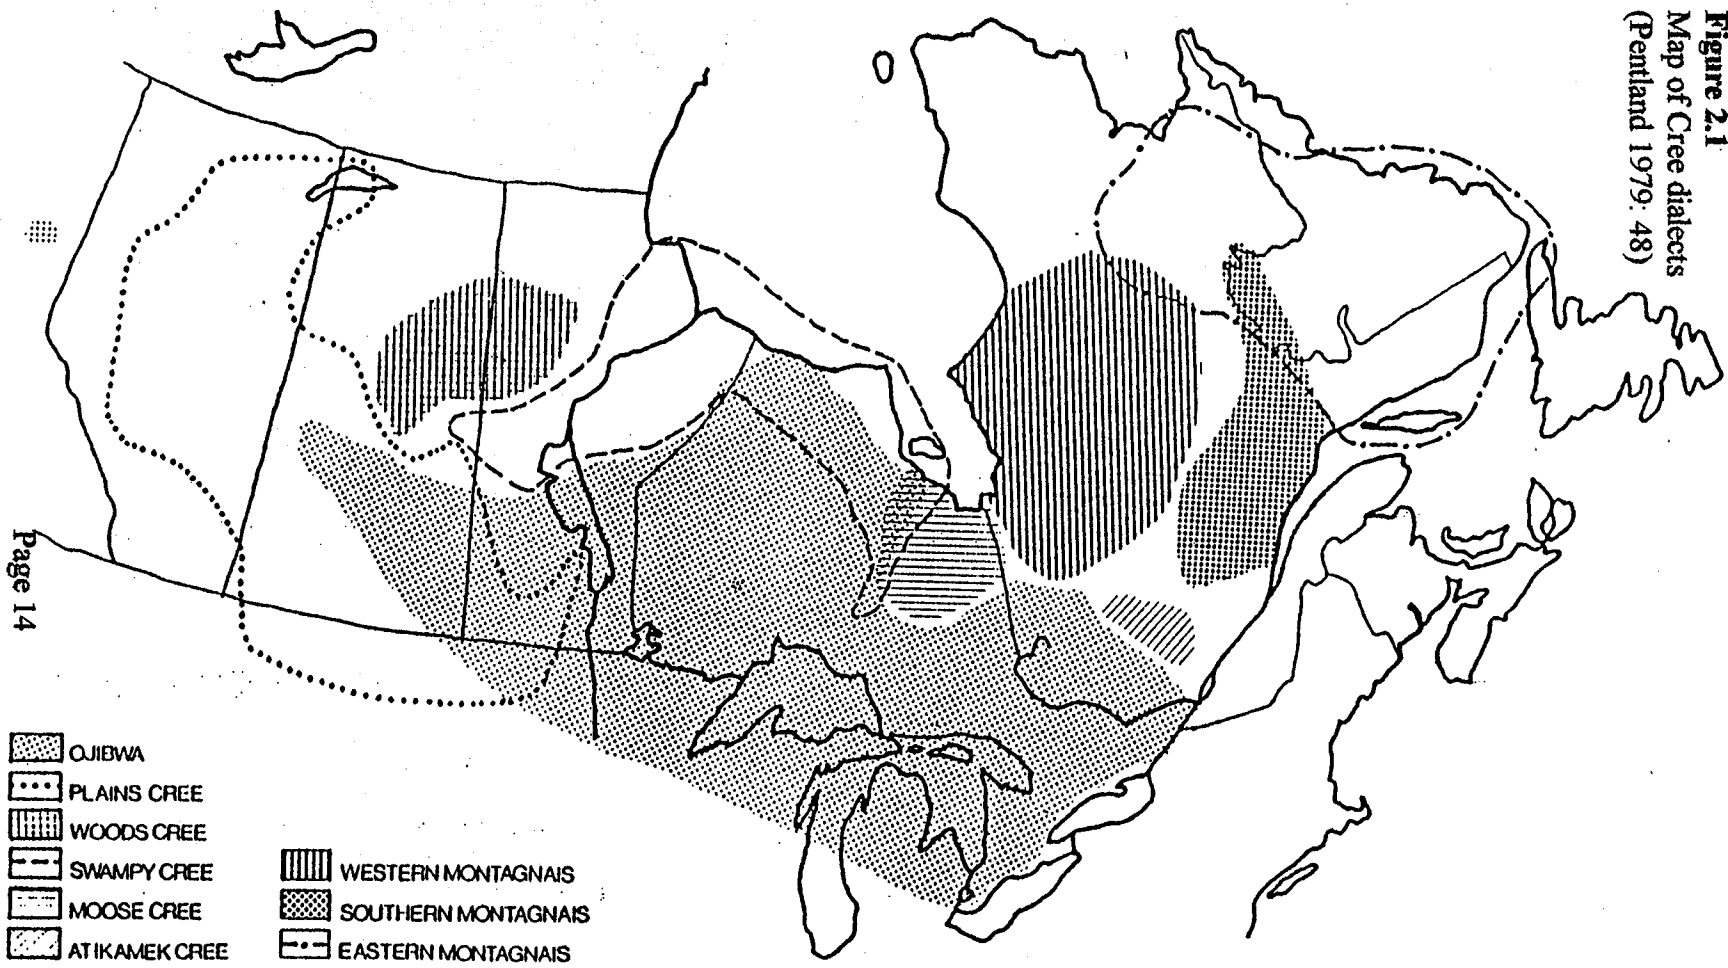 Figure 2.1
Map of Cree dialects
(Pentland 1979: 48)
OJIBWA
PLAINS CREE
WOODS CREE
SWAMPY CREE
MOOSE CREE
ATIKAMEK CREE
WESTERN MONTAGNAIS
SOUTHERN MONTAGNAIS
EASTERN MONTAGNAIS
Page 14